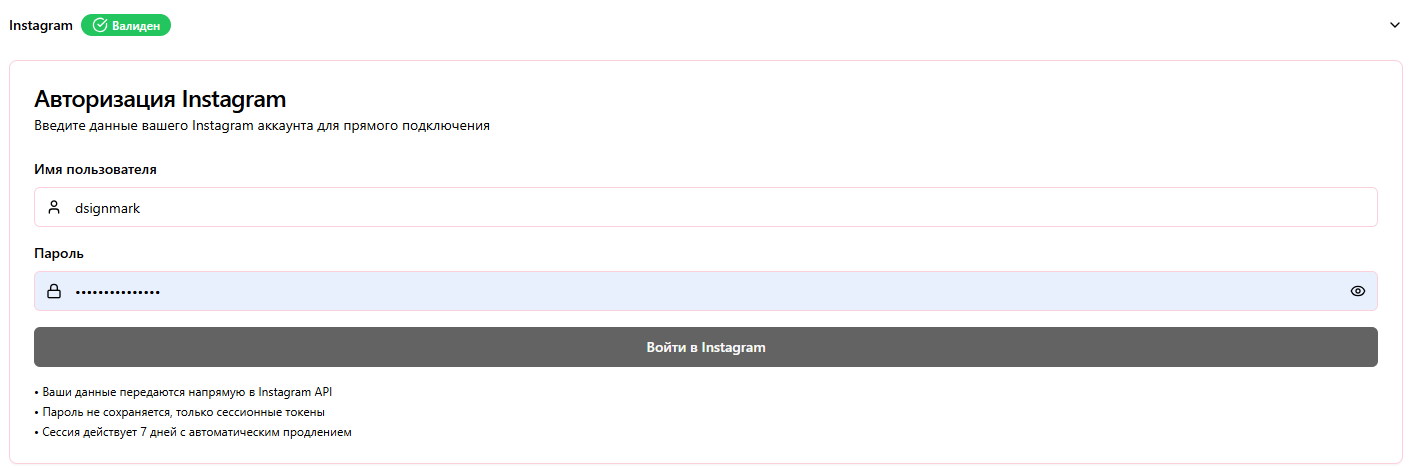 Instagram Валиден
Авторизация Instagram
Введите данные вашего Instagram аккаунта для прямого подключения
Имя пользователя
dsignmark
Пароль
•••••••••••••••
Войти в Instagram
• Ваши данные передаются напрямую в Instagram API
• Пароль не сохраняется, только сессионные токены
• Сессия действует 7 дней с автоматическим продлением